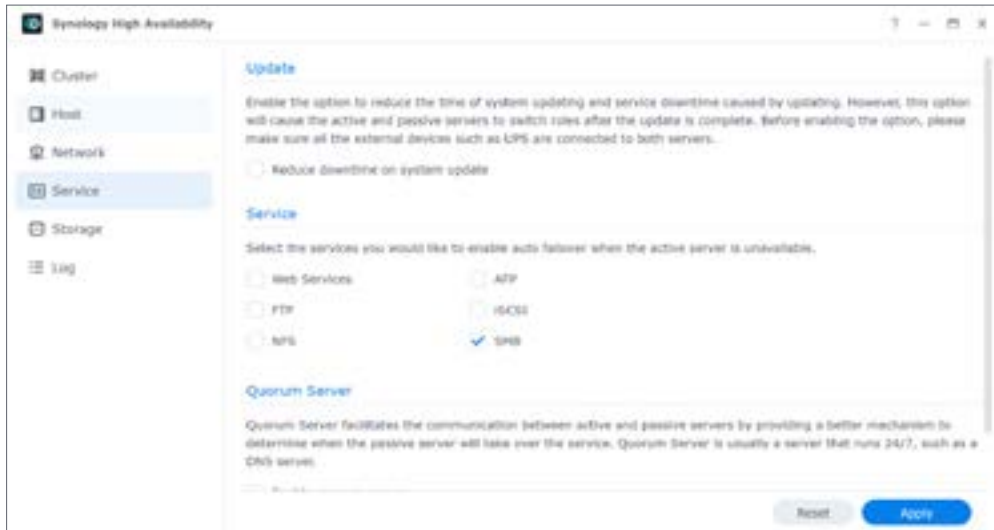 Synology High Availability
Cluster
Host
Network
Service
Storage
Log
Update
Enable the option to reduce the time of system updating and service downtime caused by updating. However, this option
will cause the active and passive servers to switch roles after the update is complete. Before enabling the option, please
make sure all the external devices such as UPS are connected to both servers.
Reduce downtime on system update
Service
Select the services you would like to enable auto failover when the active server is unavailable.
Web Services
AFP
FTP
iSCSI
NFS
SMB
Quorum Server
Quorum Server facilitates the communication between active and passive servers by providing a better mechanism to
determine when the passive server will take over the service. Quorum Server is usually a server that runs 24/7, such as a
DNS server.
Reset
Apply